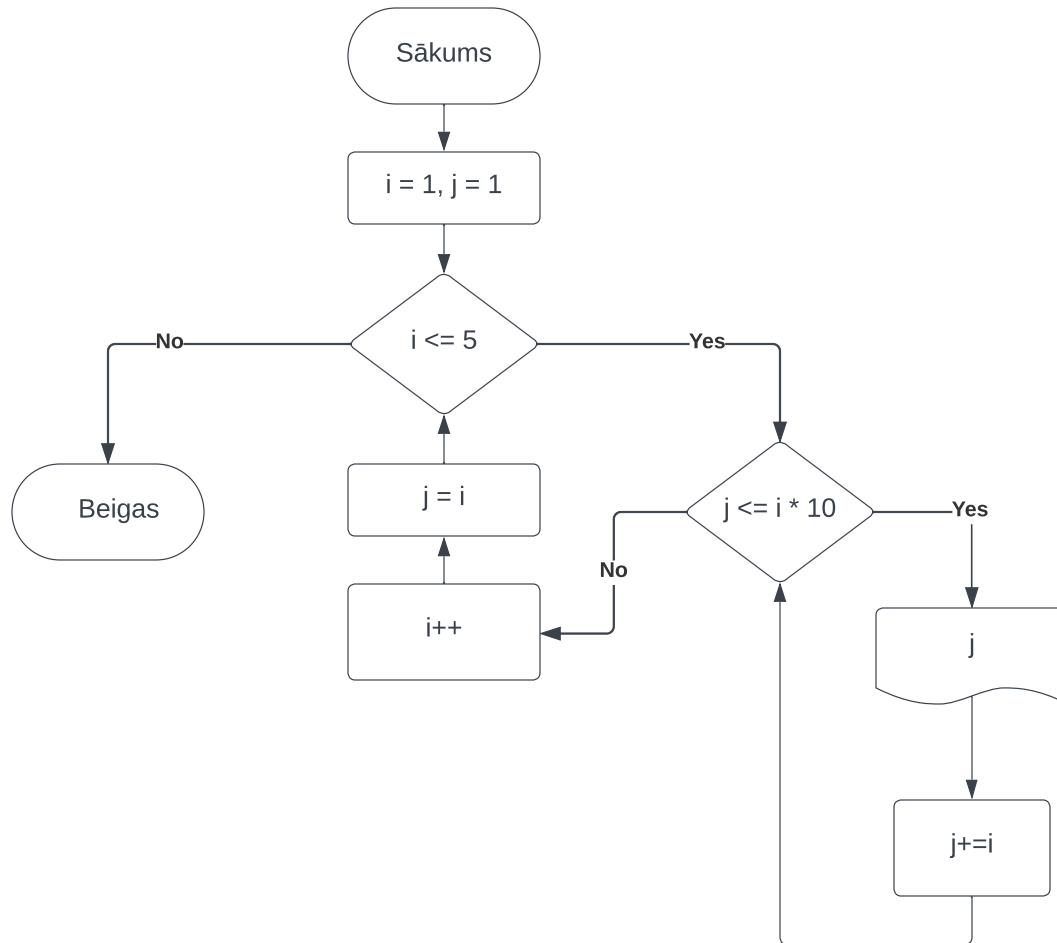 Sākums
i = 1, j = 1
i <= 5
No
Yes
Beigas
j = i
j <= i * 10
Yes
No
i++
j
j+=i